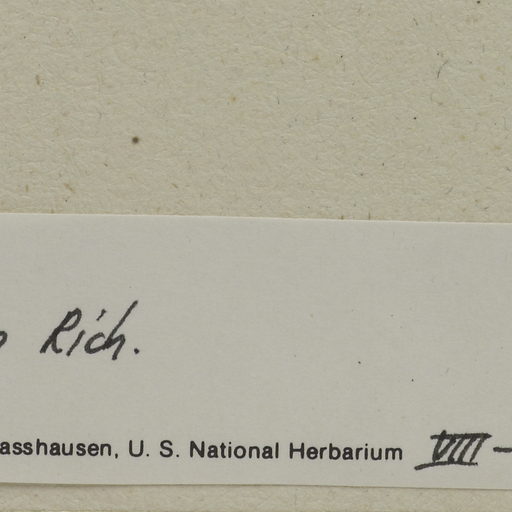 Rich.
asshausen, U. S. National Herbarium VIII-